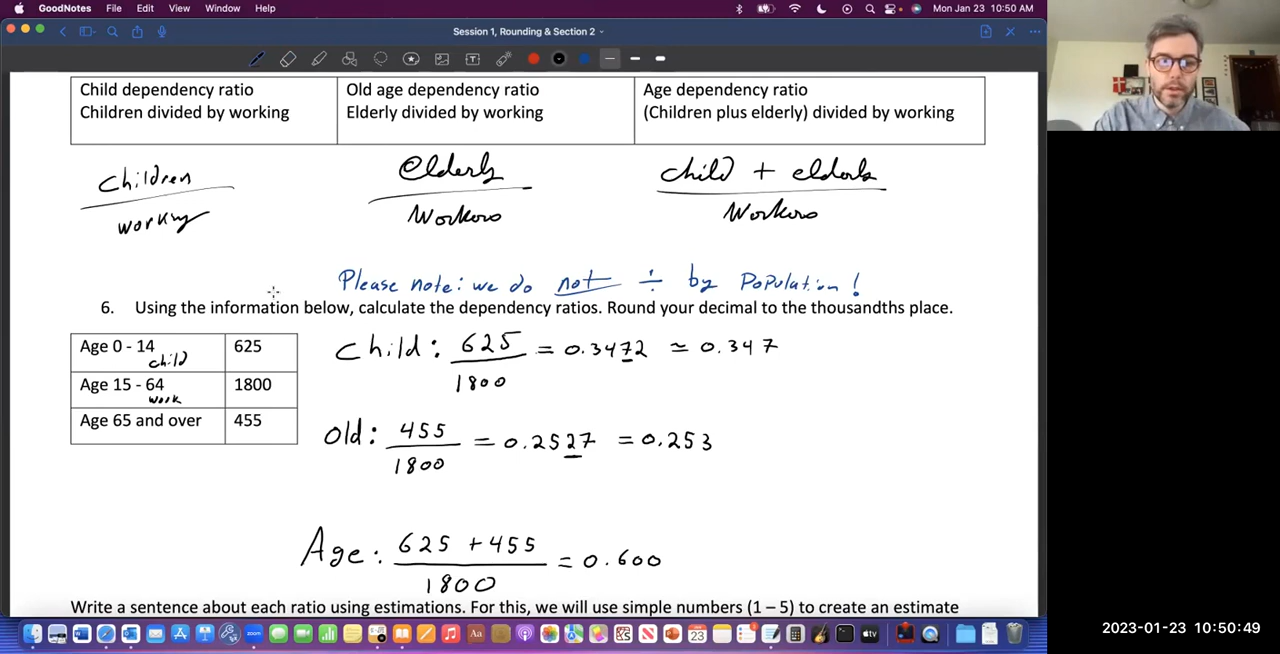 GoodNotes File Edit View Window Help Mon Jan 23 10:50 AM
Session 1, Rounding & Section 2
Child dependency ratio
Children divided by working
Old age dependency ratio
Elderly divided by working
Age dependency ratio
(Children plus elderly) divided by working
children
working
elderly
Workers
child + elderly
Workers
Please note: we do not ÷ by Population!
6. Using the information below, calculate the dependency ratios. Round your decimal to the thousandths place.
Age 0 - 14 625
child
Age 15 - 64 1800
work
Age 65 and over 455
Child: 625 = 0.3472 ≃ 0.347
1800
Old: 455 = 0.2527 = 0.253
1800
Age: 625 + 455 = 0.600
1800
Write a sentence about each ratio using estimations. For this, we will use simple numbers (1 – 5) to create an estimate
2023-01-23 10:50:49